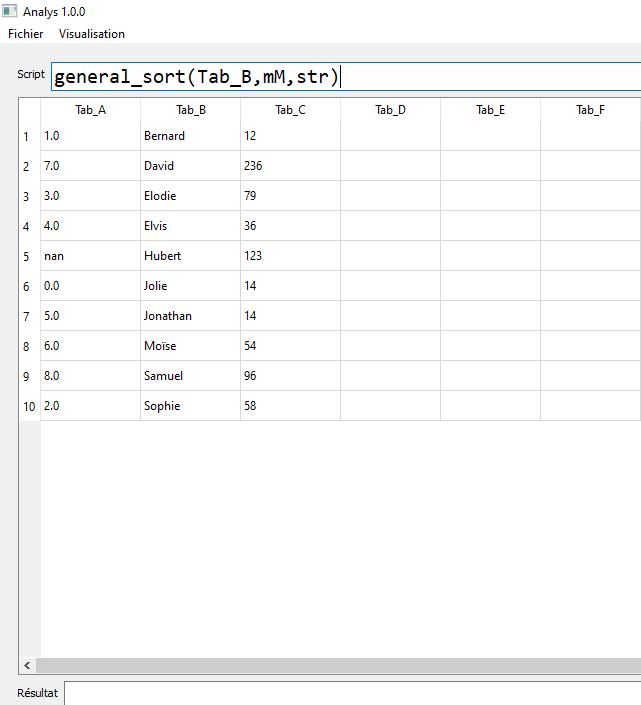 Analys 1.0.0
Fichier Visualisation
Script general_sort(Tab_B,mM,str)
Tab_A Tab_B Tab_C Tab_D Tab_E Tab_F
1 1.0 Bernard 12
2 7.0 David 236
3 3.0 Elodie 79
4 4.0 Elvis 36
5 nan Hubert 123
6 0.0 Jolie 14
7 5.0 Jonathan 14
8 6.0 Moïse 54
9 8.0 Samuel 96
10 2.0 Sophie 58
Résultat